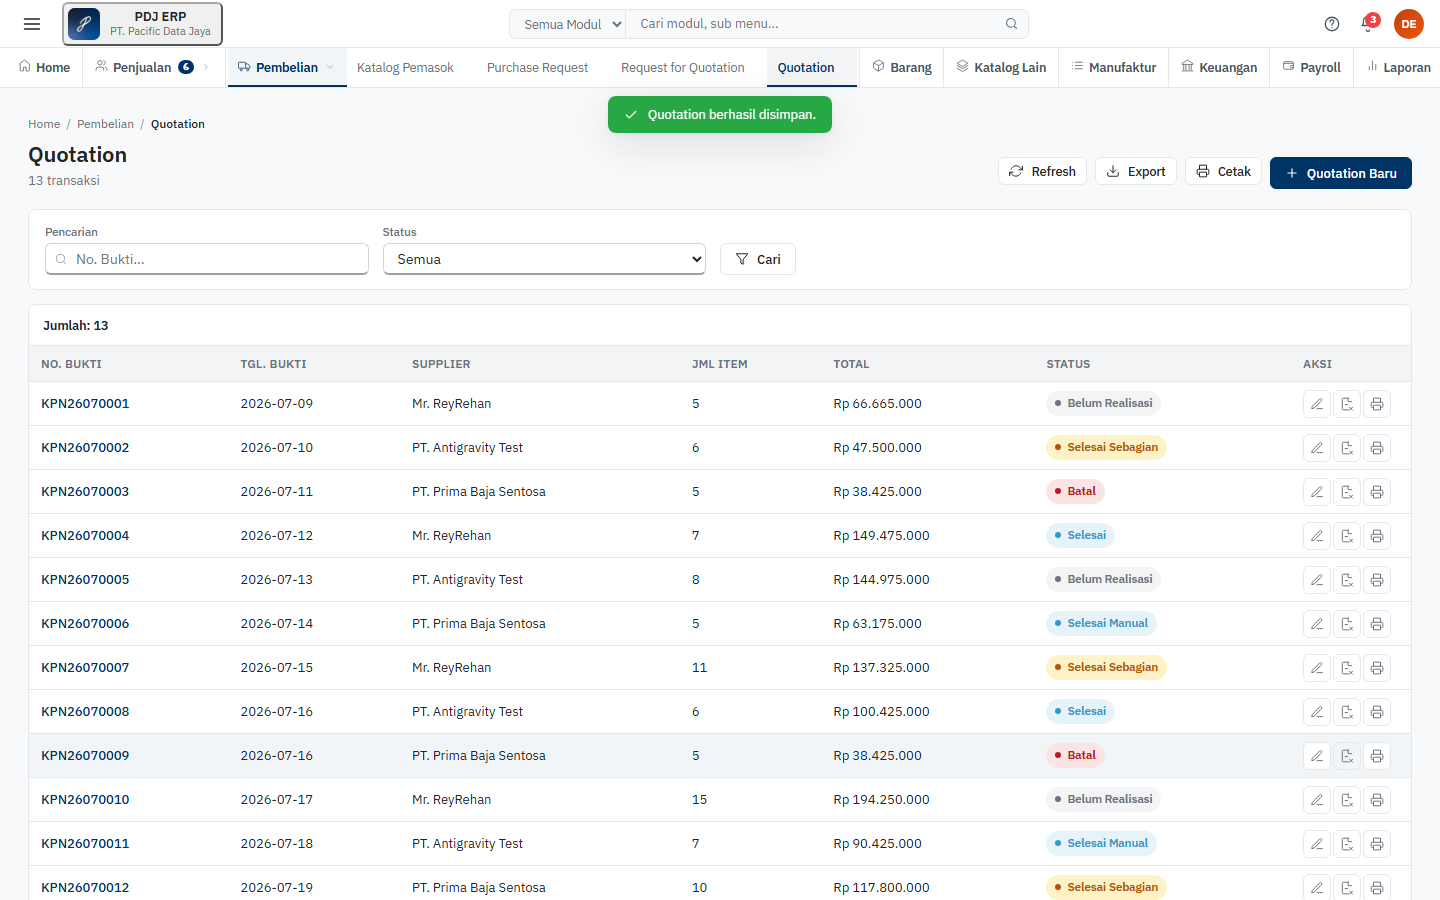 PDJ ERP
PT. Pacific Data Jaya
Semua Modul
Cari modul, sub menu...
3
DE
Home
Penjualan 6
Pembelian
Katalog Pemasok
Purchase Request
Request for Quotation
Quotation
Barang
Katalog Lain
Manufaktur
Keuangan
Payroll
Laporan
Quotation berhasil disimpan.
Home / Pembelian / Quotation
Quotation
13 transaksi
Refresh
Export
Cetak
Quotation Baru
Pencarian
Status
No. Bukti...
Semua
Cari
Jumlah: 13
NO. BUKTI TGL. BUKTI SUPPLIER JML ITEM TOTAL STATUS AKSI
KPN26070001 2026-07-09 Mr. ReyRehan 5 Rp 66.665.000 Belum Realisasi
KPN26070002 2026-07-10 PT. Antigravity Test 6 Rp 47.500.000 Selesai Sebagian
KPN26070003 2026-07-11 PT. Prima Baja Sentosa 5 Rp 38.425.000 Batal
KPN26070004 2026-07-12 Mr. ReyRehan 7 Rp 149.475.000 Selesai
KPN26070005 2026-07-13 PT. Antigravity Test 8 Rp 144.975.000 Belum Realisasi
KPN26070006 2026-07-14 PT. Prima Baja Sentosa 5 Rp 63.175.000 Selesai Manual
KPN26070007 2026-07-15 Mr. ReyRehan 11 Rp 137.325.000 Selesai Sebagian
KPN26070008 2026-07-16 PT. Antigravity Test 6 Rp 100.425.000 Selesai
KPN26070009 2026-07-16 PT. Prima Baja Sentosa 5 Rp 38.425.000 Batal
KPN26070010 2026-07-17 Mr. ReyRehan 15 Rp 194.250.000 Belum Realisasi
KPN26070011 2026-07-18 PT. Antigravity Test 7 Rp 90.425.000 Selesai Manual
KPN26070012 2026-07-19 PT. Prima Baja Sentosa 10 Rp 117.800.000 Selesai Sebagian